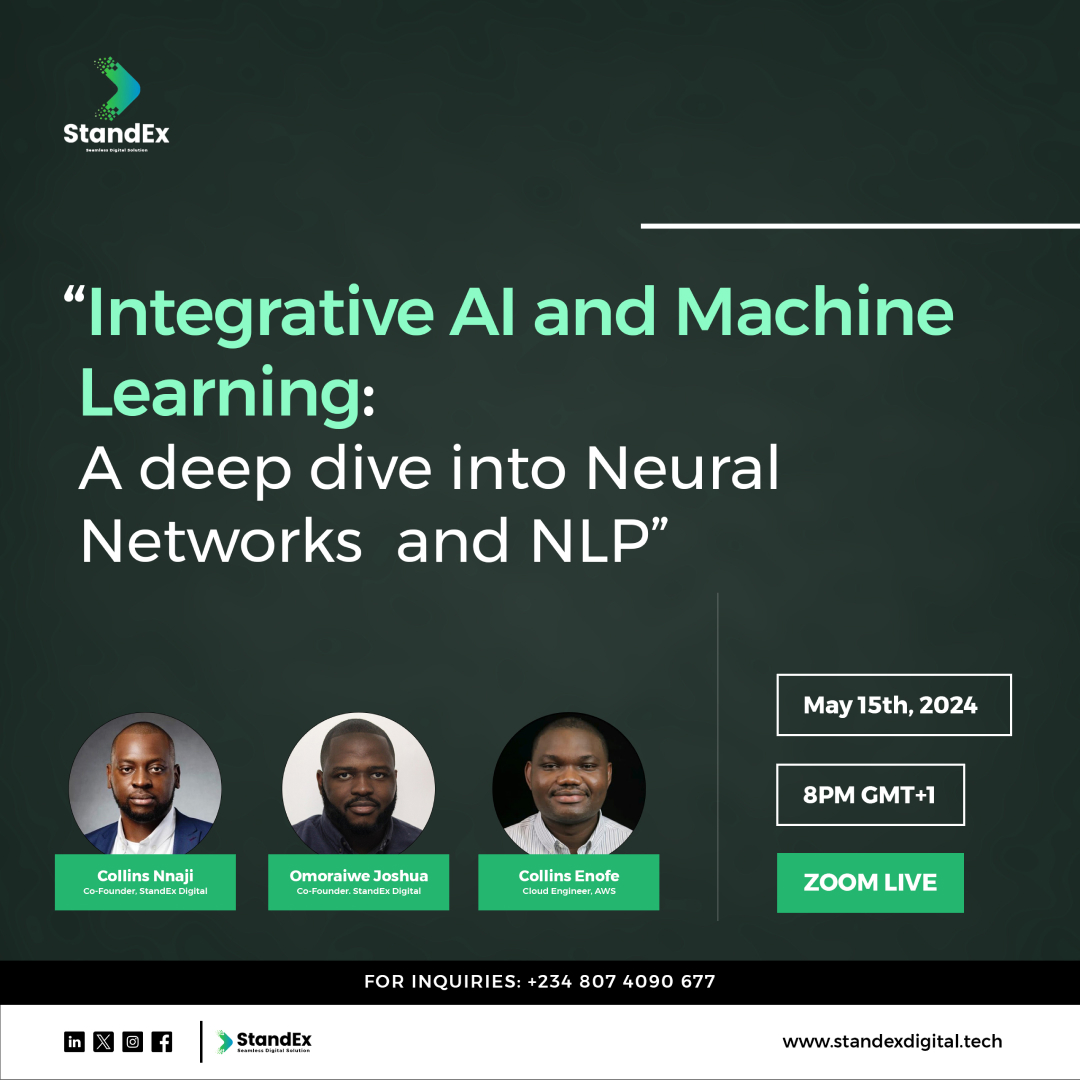 StandEx
Seamless Digital Solution
“Integrative AI and Machine
Learning:
A deep dive into Neural
Networks and NLP”
May 15th, 2024
8PM GMT+1
ZOOM LIVE
Collins Nnaji
Co-Founder, StandEx Digital
Omoraiwe Joshua
Co-Founder. StandEx Digital
Collins Enofe
Cloud Engineer, AWS
FOR INQUIRIES: +234 807 4090 677
StandEx
Seamless Digital Solution
www.standexdigital.tech